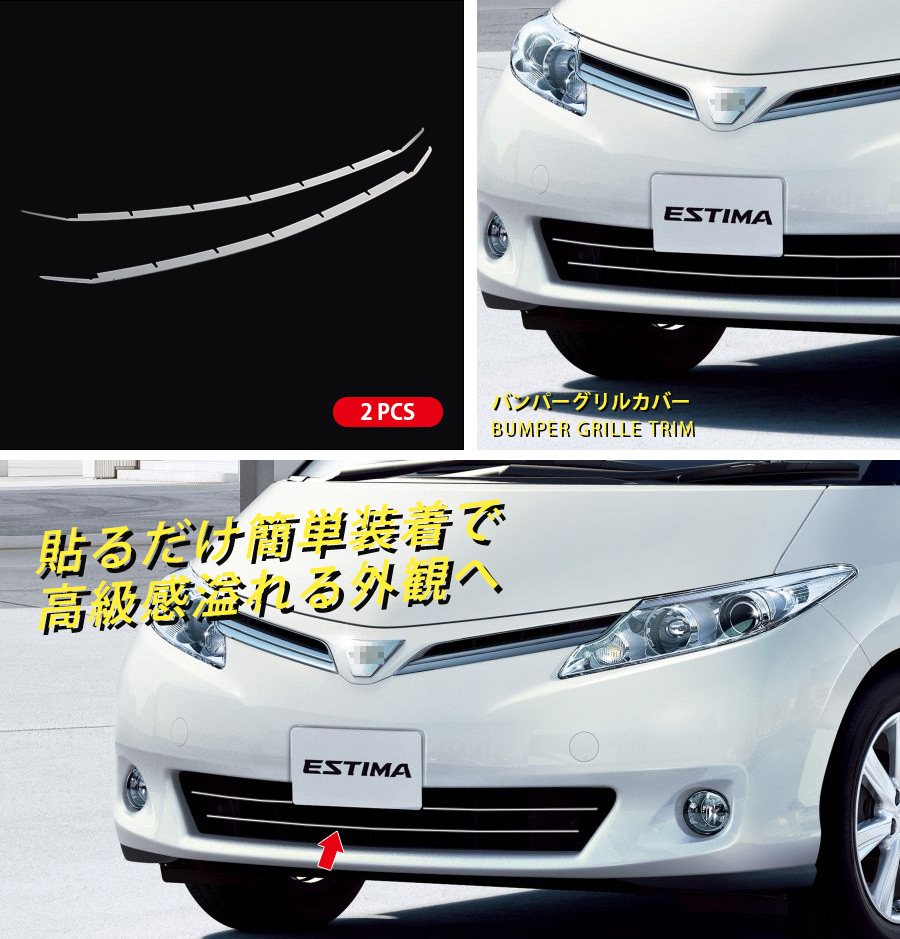 2 PCS
ESTIMA
バンパーグリルカバー
BUMPER GRILLE TRIM
貼るだけ簡単装着で
高級感溢れる外観へ
ESTIMA